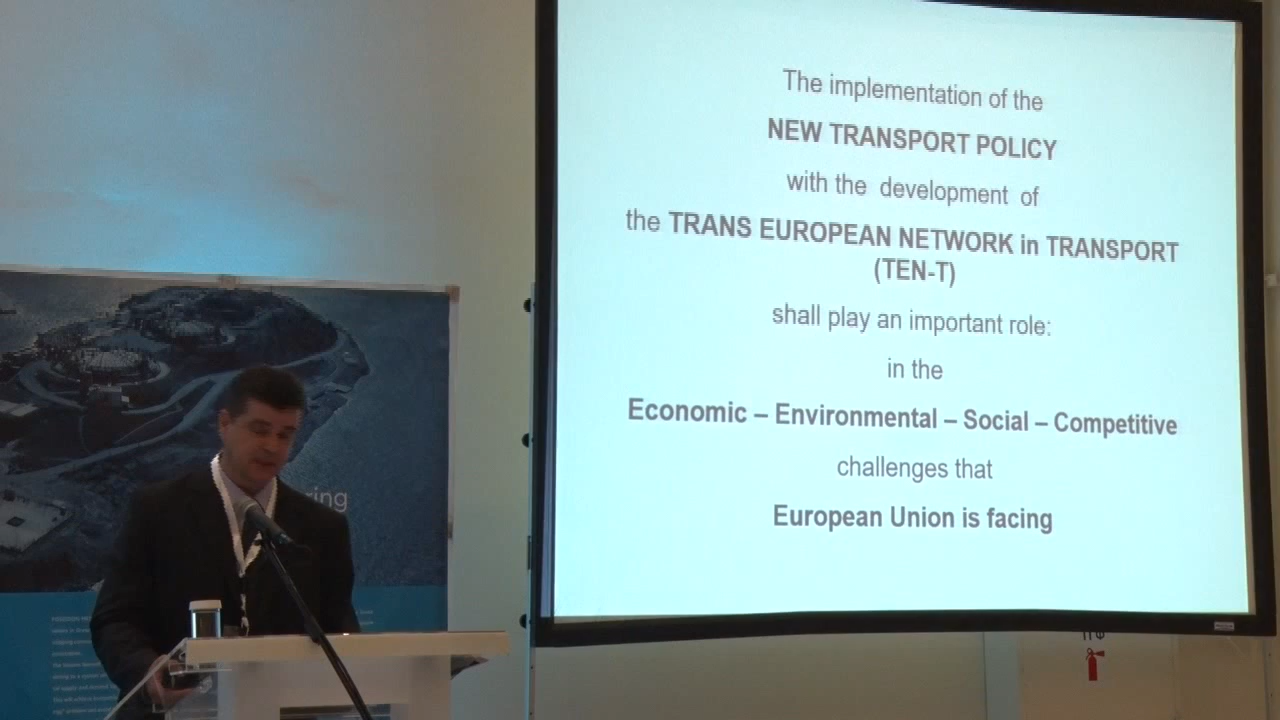 The implementation of the
NEW TRANSPORT POLICY
with the development of
the TRANS EUROPEAN NETWORK in TRANSPORT
(TEN-T)
shall play an important role:
in the
Economic – Environmental – Social – Competitive
challenges that
European Union is facing